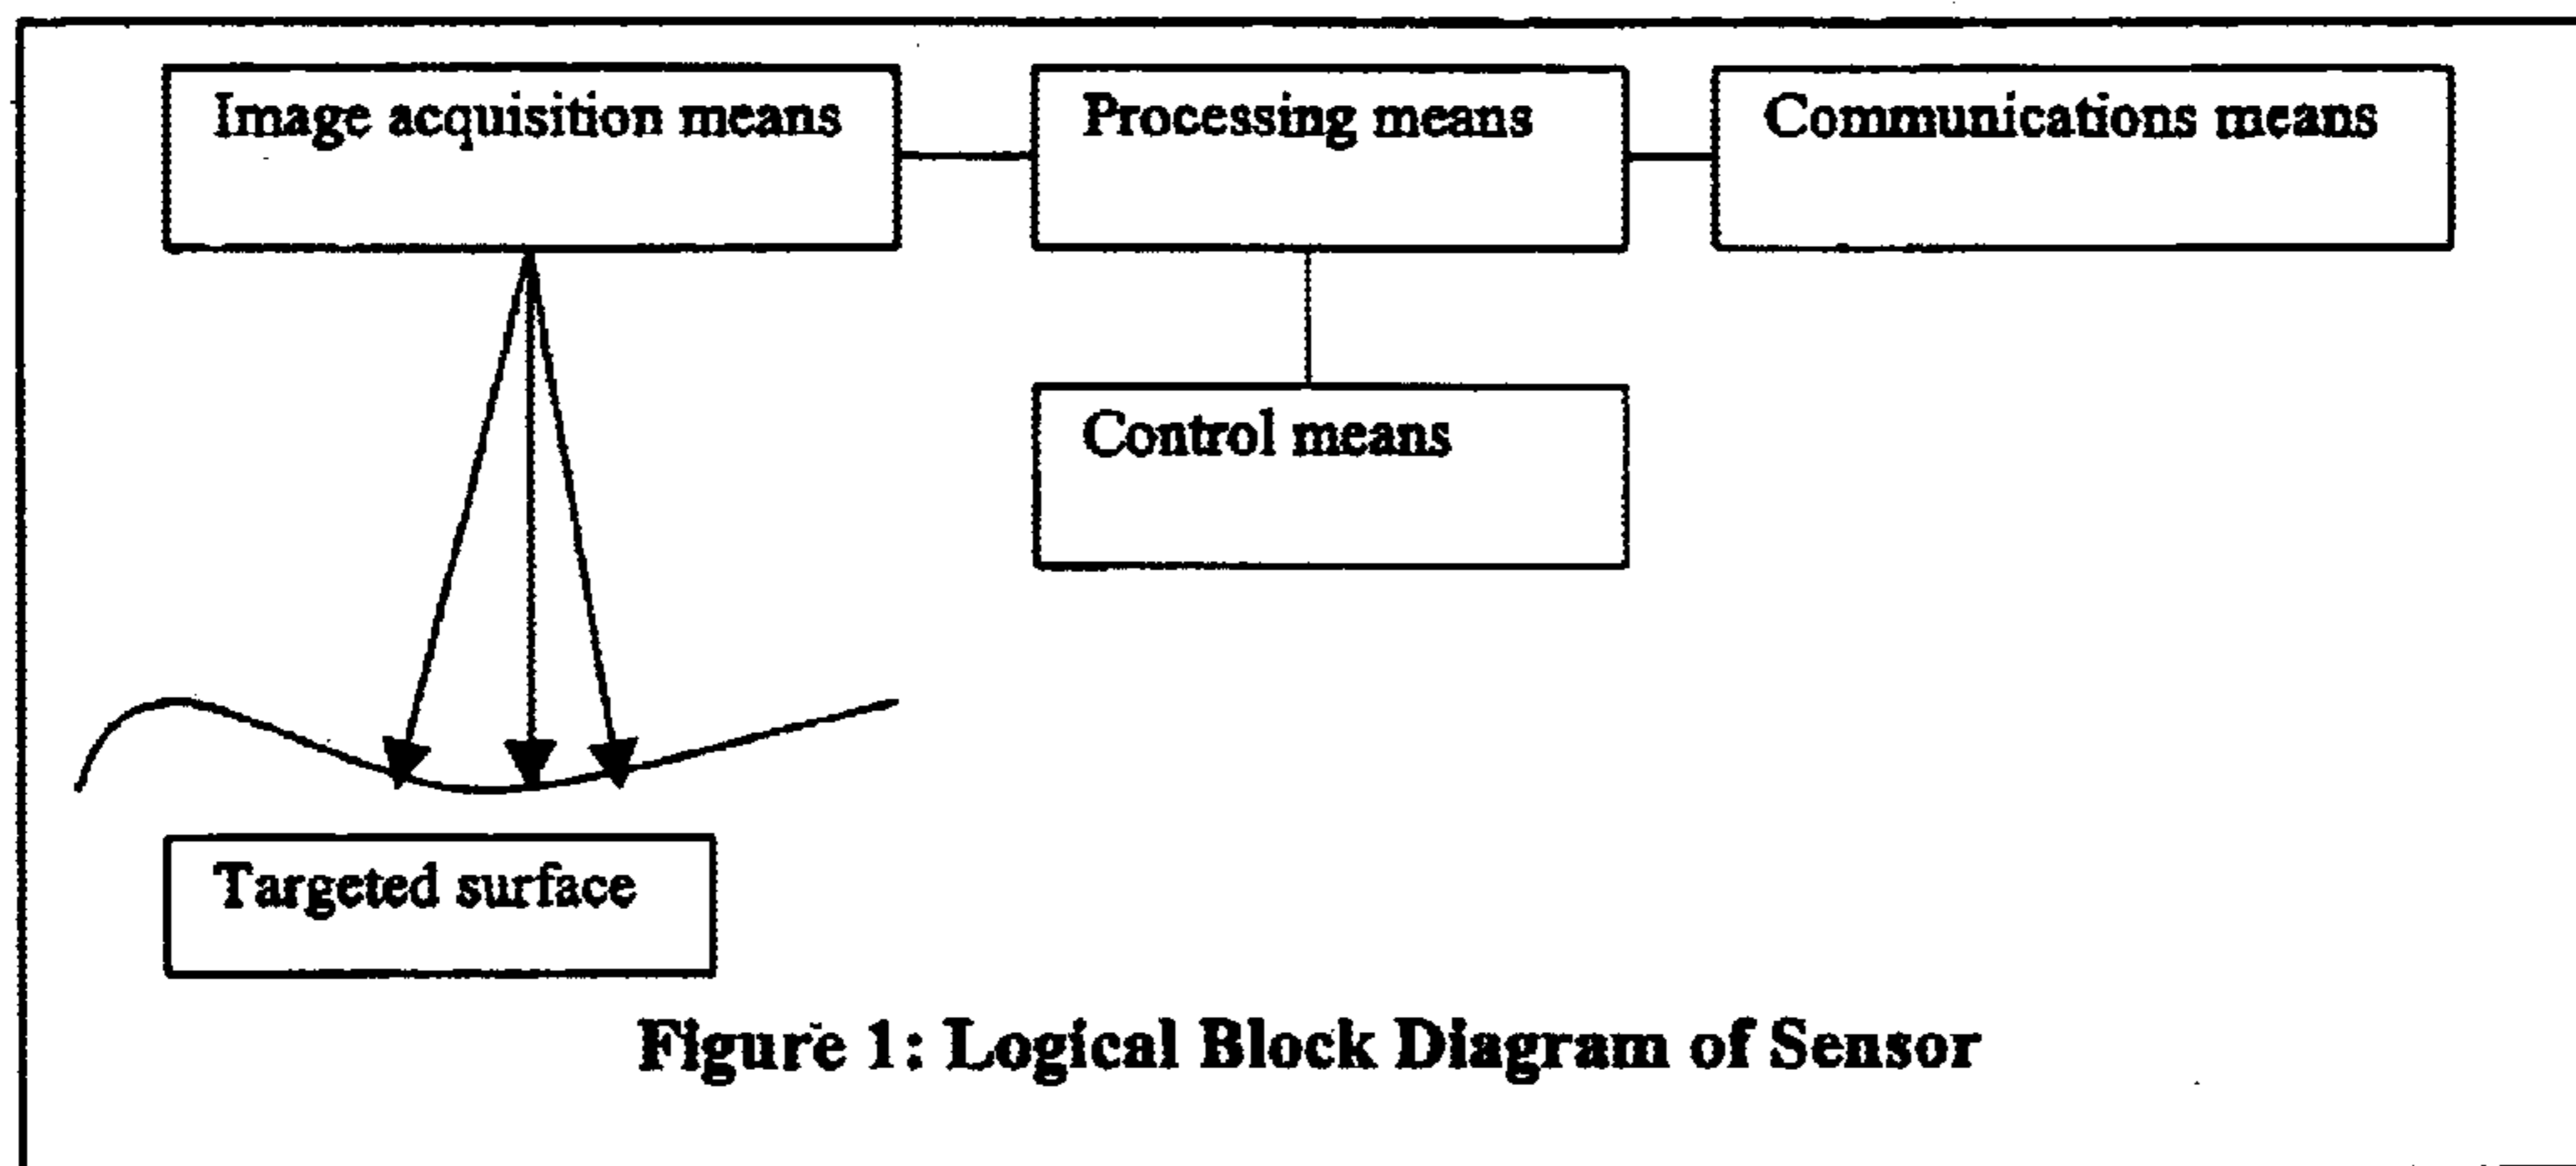 Image acquisition means
Processing means
Communications means
Control means
Targeted surface
Figure 1: Logical Block Diagram of Sensor